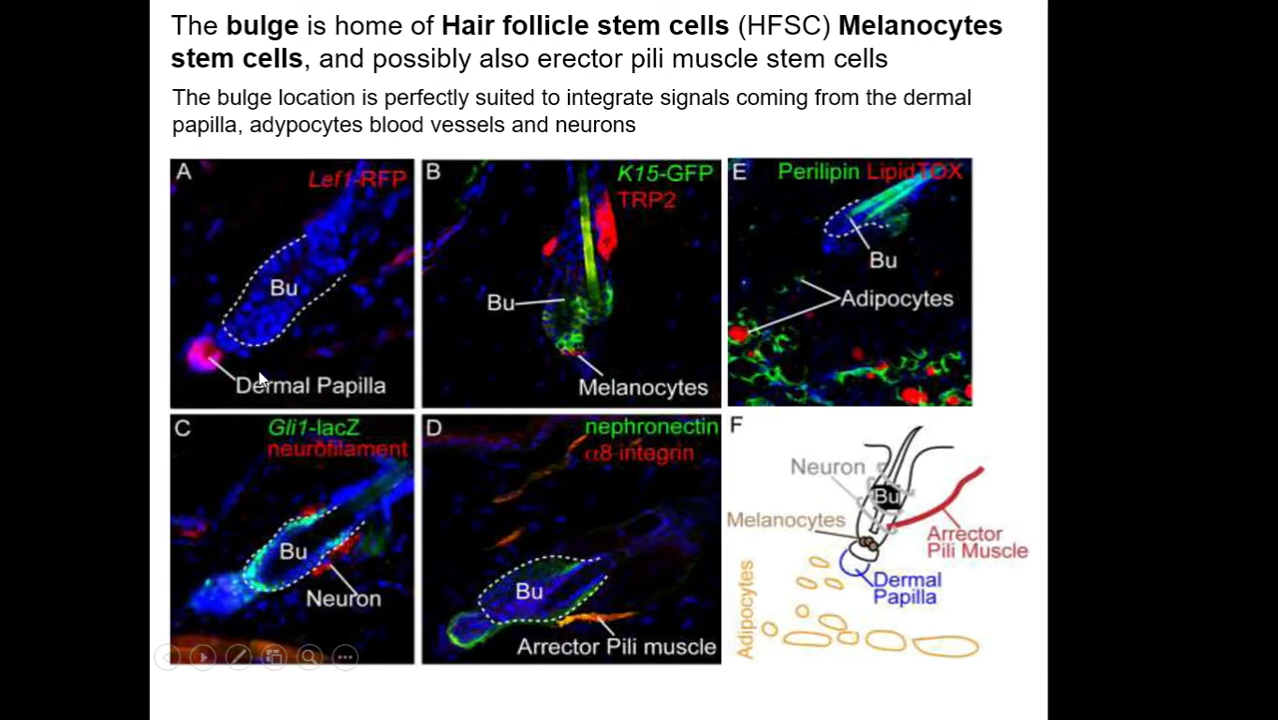 The bulge is home of Hair follicle stem cells (HFSC) Melanocytes
stem cells, and possibly also erector pili muscle stem cells
The bulge location is perfectly suited to integrate signals coming from the dermal
papilla, adypocytes blood vessels and neurons
A
Lef1-RFP
Bu
Dermal Papilla
B
K15-GFP
TRP2
Bu
Melanocytes
E
Perilipin LipidTOX
Bu
Adipocytes
C
Gli1-lacZ
neurofilament
Bu
Neuron
D
nephronectin
α8-integrin
Bu
Arrector Pili muscle
F
Neuron
Bu
Melanocytes
Arrector
Pili Muscle
Dermal
Papilla
Adipocytes